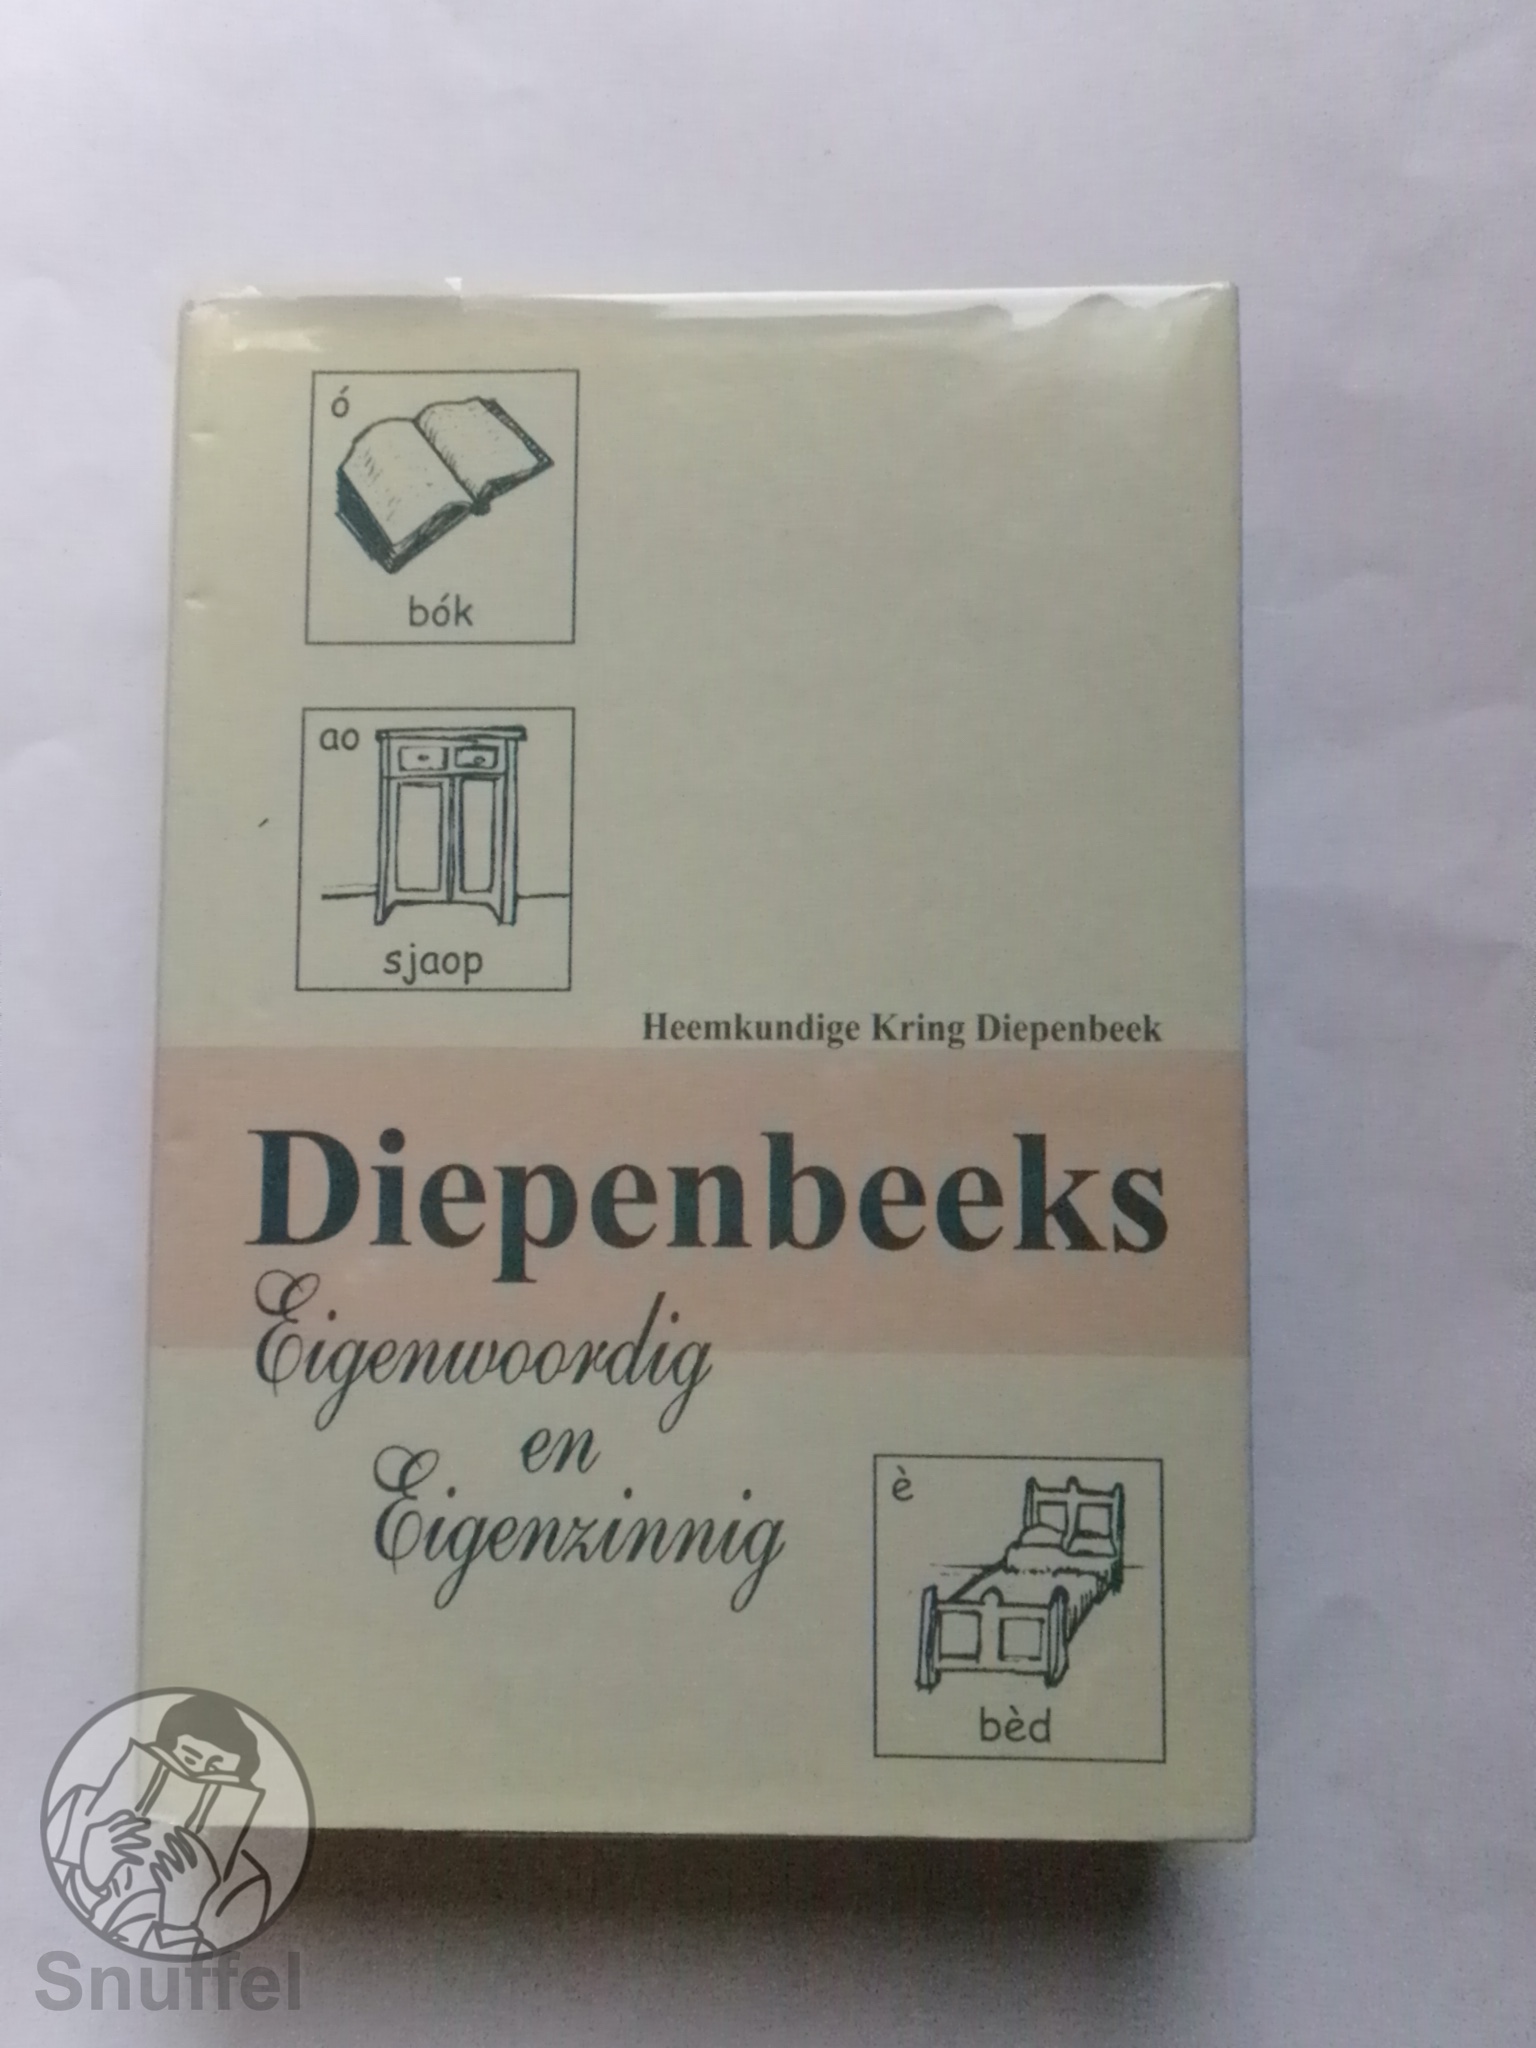 ó
bók
ao
sjaop
Heemkundige Kring Diepenbeek
Diepenbeeks
Eigenwoordig
en
Eigenzinnig
è
bèd
Snuffel